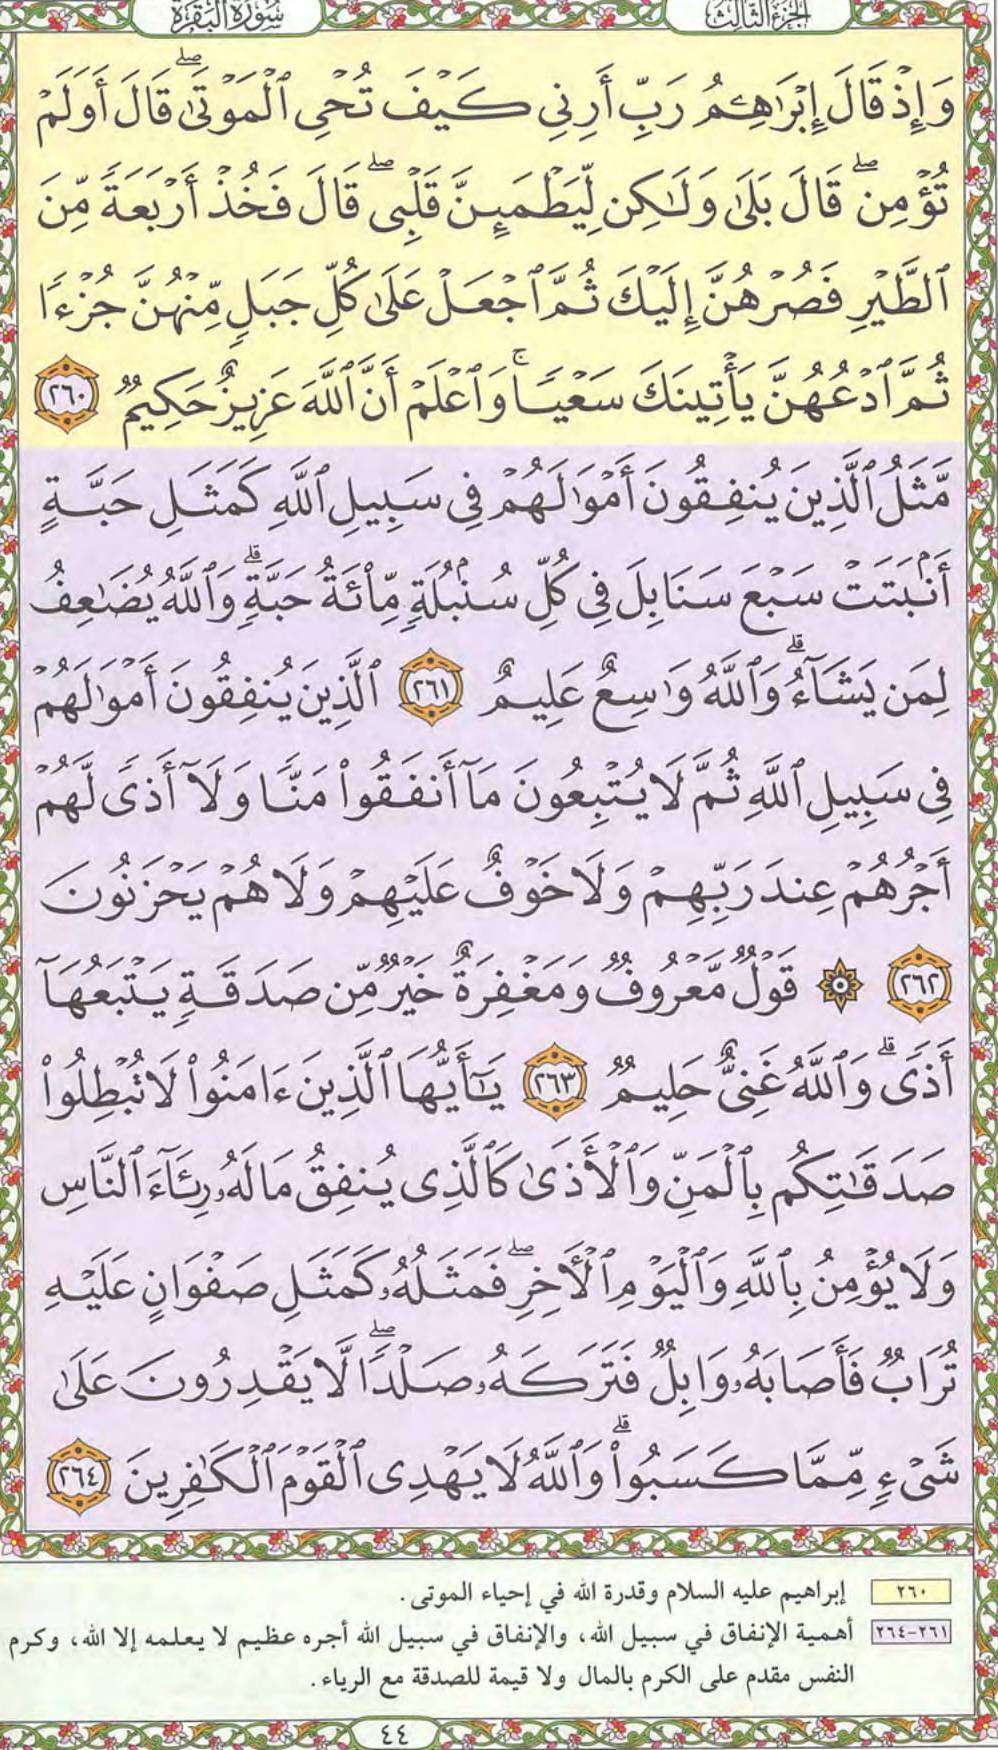 الجزء الثالث
سورة البقرة
وَإِذْ قَالَ إِبْرَٰهِـۧمُ رَبِّ أَرِنِى كَيْفَ تُحْىِ ٱلْمَوْتَىٰ ۖ قَالَ أَوَلَمْ
تُؤْمِن ۖ قَالَ بَلَىٰ وَلَـٰكِن لِّيَطْمَئِنَّ قَلْبِى ۖ قَالَ فَخُذْ أَرْبَعَةً مِّنَ
ٱلطَّيْرِ فَصُرْهُنَّ إِلَيْكَ ثُمَّ ٱجْعَلْ عَلَىٰ كُلِّ جَبَلٍ مِّنْهُنَّ جُزْءًا
ثُمَّ ٱدْعُهُنَّ يَأْتِينَكَ سَعْيًا ۚ وَٱعْلَمْ أَنَّ ٱللَّهَ عَزِيزٌ حَكِيمٌ ٢٦٠
مَّثَلُ ٱلَّذِينَ يُنفِقُونَ أَمْوَٰلَهُمْ فِى سَبِيلِ ٱللَّهِ كَمَثَلِ حَبَّةٍ
أَنۢبَتَتْ سَبْعَ سَنَابِلَ فِى كُلِّ سُنۢبُلَةٍ مِّا۟ئَةُ حَبَّةٍ ۗ وَٱللَّهُ يُضَـٰعِفُ
لِمَن يَشَآءُ ۗ وَٱللَّهُ وَٰسِعٌ عَلِيمٌ ٢٦١ ٱلَّذِينَ يُنفِقُونَ أَمْوَٰلَهُمْ
فِى سَبِيلِ ٱللَّهِ ثُمَّ لَا يُتْبِعُونَ مَآ أَنفَقُوا۟ مَنًّا وَلَآ أَذًى لَّهُمْ
أَجْرُهُمْ عِندَ رَبِّهِمْ وَلَا خَوْفٌ عَلَيْهِمْ وَلَا هُمْ يَحْزَنُونَ
٢٦٢ ۞ قَوْلٌ مَّعْرُوفٌ وَمَغْفِرَةٌ خَيْرٌ مِّن صَدَقَةٍ يَتْبَعُهَآ
أَذًى ۗ وَٱللَّهُ غَنِىٌّ حَلِيمٌ ٢٦٣ يَـٰٓأَيُّهَا ٱلَّذِينَ ءَامَنُوا۟ لَا تُبْطِلُوا۟
صَدَقَـٰتِكُم بِٱلْمَنِّ وَٱلْأَذَىٰ كَٱلَّذِى يُنفِقُ مَالَهُۥ رِئَآءَ ٱلنَّاسِ
وَلَا يُؤْمِنُ بِٱللَّهِ وَٱلْيَوْمِ ٱلْـَٔاخِرِ ۖ فَمَثَلُهُۥ كَمَثَلِ صَفْوَانٍ عَلَيْهِ
تُرَابٌ فَأَصَابَهُۥ وَابِلٌ فَتَرَكَهُۥ صَلْدًا ۖ لَّا يَقْدِرُونَ عَلَىٰ
شَىْءٍ مِّمَّا كَسَبُوا۟ ۗ وَٱللَّهُ لَا يَهْدِى ٱلْقَوْمَ ٱلْكَـٰفِرِينَ ٢٦٤
٢٦٠ إبراهيم عليه السلام وقدرة الله في إحياء الموتى.
٢٦١-٢٦٤ أهمية الإنفاق في سبيل الله، والإنفاق في سبيل الله أجره عظيم لا يعلمه إلا الله، وكرم
النفس مقدم على الكرم بالمال ولا قيمة للصدقة مع الرياء.
٤٤